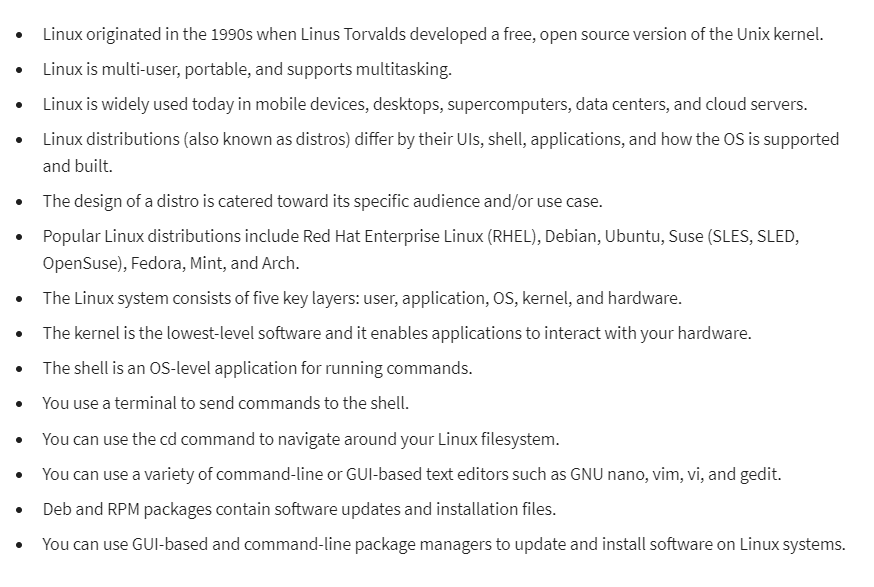 Linux originated in the 1990s when Linus Torvalds developed a free, open source version of the Unix kernel.
Linux is multi-user, portable, and supports multitasking.
Linux is widely used today in mobile devices, desktops, supercomputers, data centers, and cloud servers.
Linux distributions (also known as distros) differ by their UIs, shell, applications, and how the OS is supported
and built.
The design of a distro is catered toward its specific audience and/or use case.
Popular Linux distributions include Red Hat Enterprise Linux (RHEL), Debian, Ubuntu, Suse (SLES, SLED,
OpenSuse), Fedora, Mint, and Arch.
The Linux system consists of five key layers: user, application, OS, kernel, and hardware.
The kernel is the lowest-level software and it enables applications to interact with your hardware.
The shell is an OS-level application for running commands.
You use a terminal to send commands to the shell.
You can use the cd command to navigate around your Linux filesystem.
You can use a variety of command-line or GUI-based text editors such as GNU nano, vim, vi, and gedit.
Deb and RPM packages contain software updates and installation files.
You can use GUI-based and command-line package managers to update and install software on Linux systems.